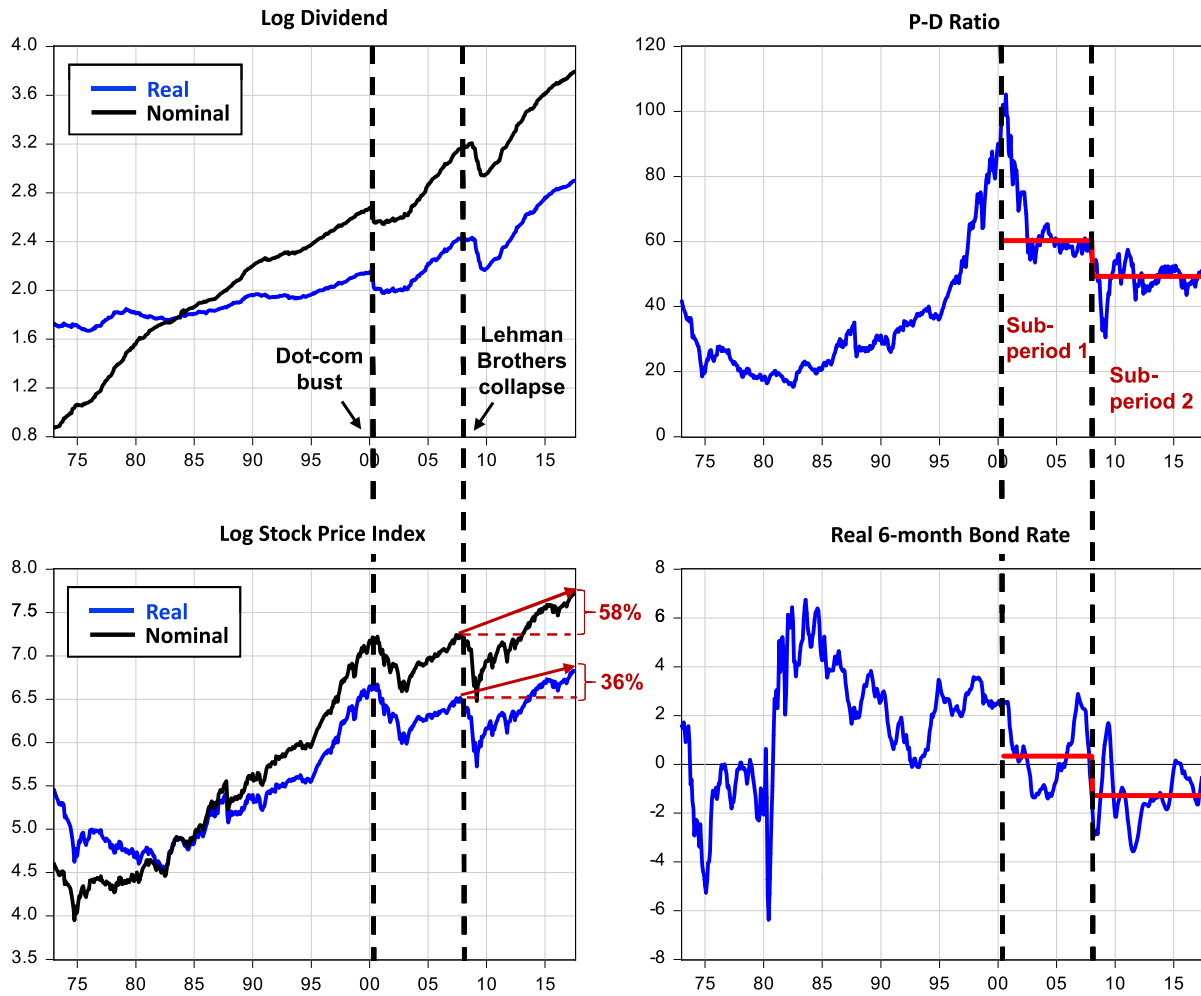 Log Dividend
4.0
3.6
3.2
2.8
2.4
2.0
1.6
1.2
0.8
Real
Nominal
Dot-com
bust
Lehman
Brothers
collapse
75 80 85 90 95 00 05 10 15
P-D Ratio
120
100
80
60
40
20
0
Sub-
period 1
Sub-
period 2
75 80 85 90 95 00 05 10 15
Log Stock Price Index
8.0
7.5
7.0
6.5
6.0
5.5
5.0
4.5
4.0
3.5
Real
Nominal
58%
36%
75 80 85 90 95 00 05 10 15
Real 6-month Bond Rate
8
6
4
2
0
-2
-4
-6
-8
75 80 85 90 95 00 05 10 15